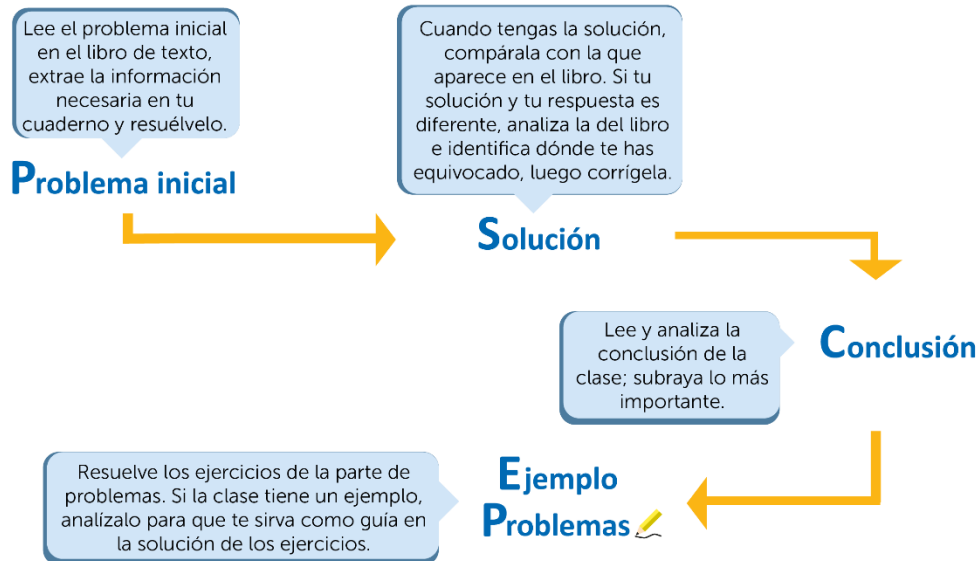 Lee el problema inicial
en el libro de texto,
extrae la información
necesaria en tu
cuaderno y resuélvelo.
Problema inicial
Cuando tengas la solución,
compárala con la que
aparece en el libro. Si tu
solución y tu respuesta es
diferente, analiza la del libro
e identifica dónde te has
equivocado, luego corrígela.
Solución
Conclusión
Lee y analiza la
conclusión de la
clase; subraya lo más
importante.
Ejemplo
Problemas
Resuelve los ejercicios de la parte de
problemas. Si la clase tiene un ejemplo,
analízalo para que te sirva como guía en
la solución de los ejercicios.